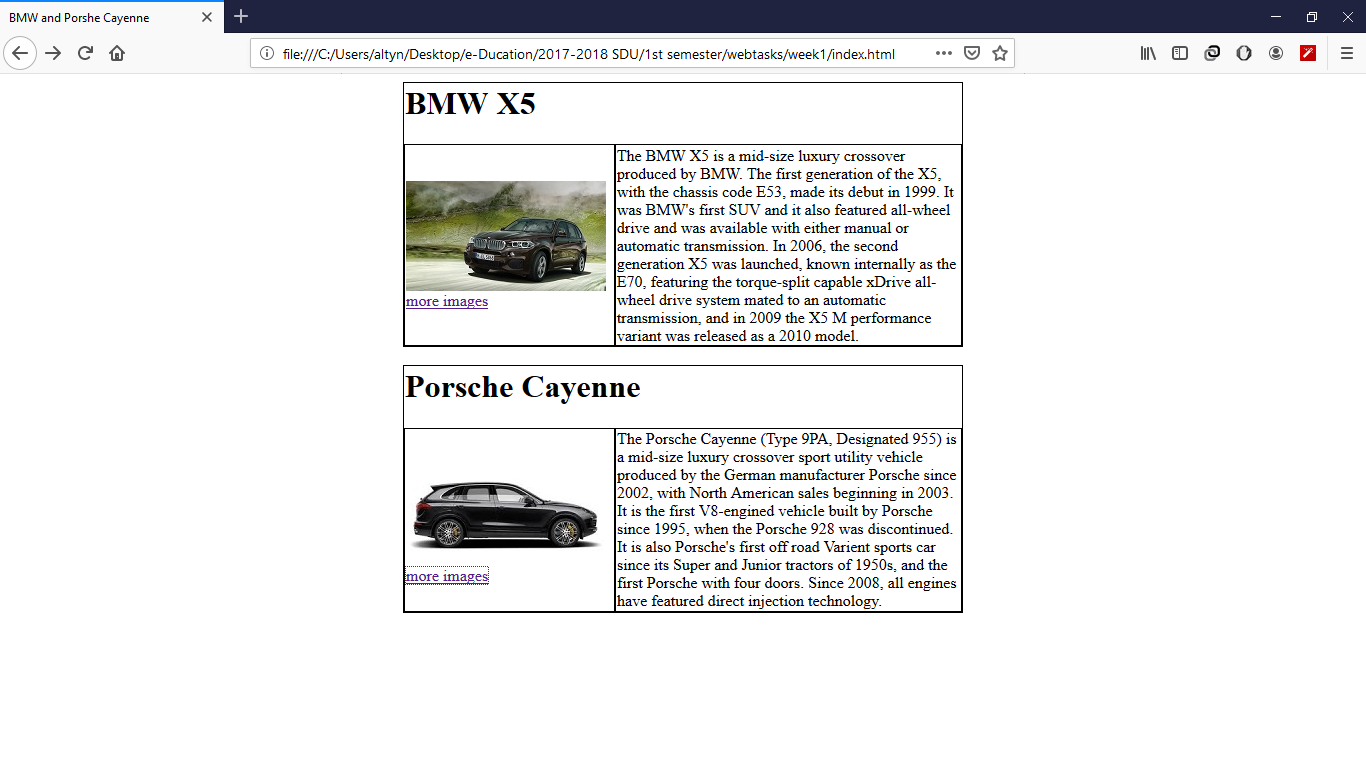 BMW and Porshe Cayenne
file:///C:/Users/altyn/Desktop/e-Ducation/2017-2018 SDU/1st semester/webtasks/week1/index.html
BMW X5
more images
The BMW X5 is a mid-size luxury crossover
produced by BMW. The first generation of the X5,
with the chassis code E53, made its debut in 1999. It
was BMW's first SUV and it also featured all-wheel
drive and was available with either manual or
automatic transmission. In 2006, the second
generation X5 was launched, known internally as the
E70, featuring the torque-split capable xDrive all-
wheel drive system mated to an automatic
transmission, and in 2009 the X5 M performance
variant was released as a 2010 model.
Porsche Cayenne
more images
The Porsche Cayenne (Type 9PA, Designated 955) is
a mid-size luxury crossover sport utility vehicle
produced by the German manufacturer Porsche since
2002, with North American sales beginning in 2003.
It is the first V8-engined vehicle built by Porsche
since 1995, when the Porsche 928 was discontinued.
It is also Porsche's first off road Varient sports car
since its Super and Junior tractors of 1950s, and the
first Porsche with four doors. Since 2008, all engines
have featured direct injection technology.